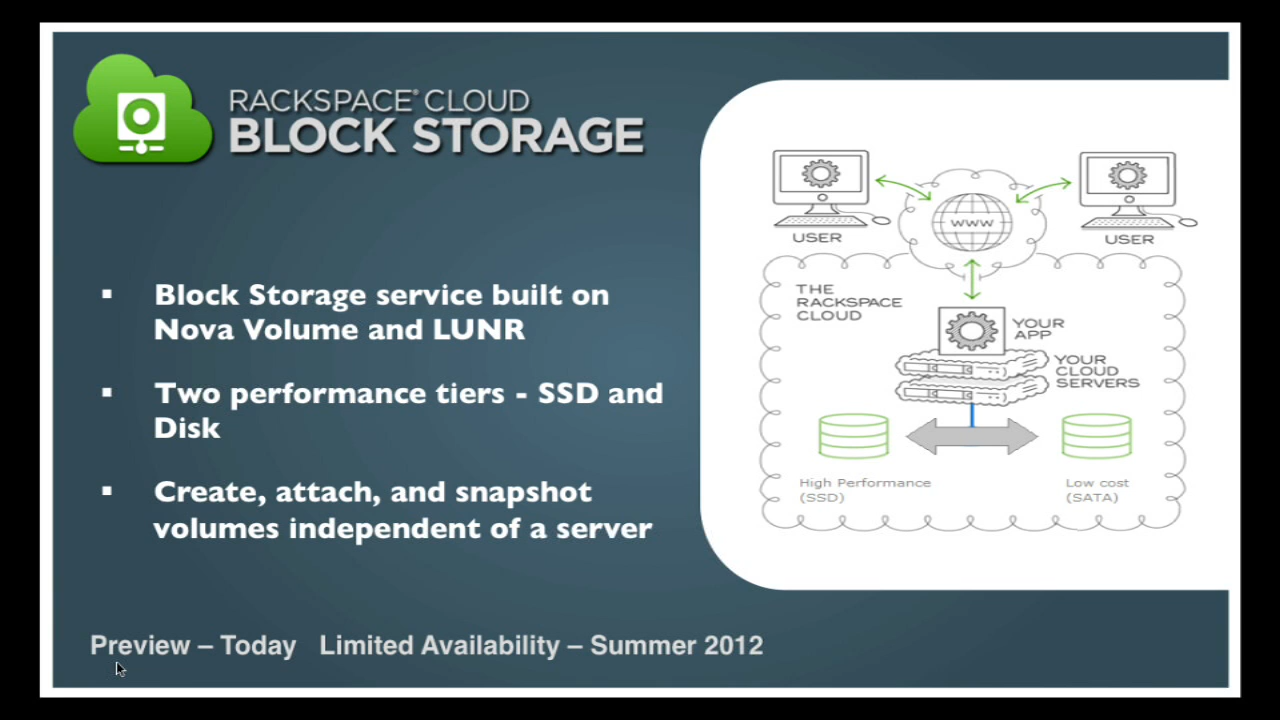 RACKSPACE® CLOUD
BLOCK STORAGE
▪ Block Storage service built on
Nova Volume and LUNR
▪ Two performance tiers - SSD and
Disk
▪ Create, attach, and snapshot
volumes independent of a server
Preview – Today Limited Availability – Summer 2012
WWW
USER
USER
THE
RACKSPACE
CLOUD
YOUR
APP
YOUR
CLOUD
SERVERS
High Performance
(SSD)
Low cost
(SATA)